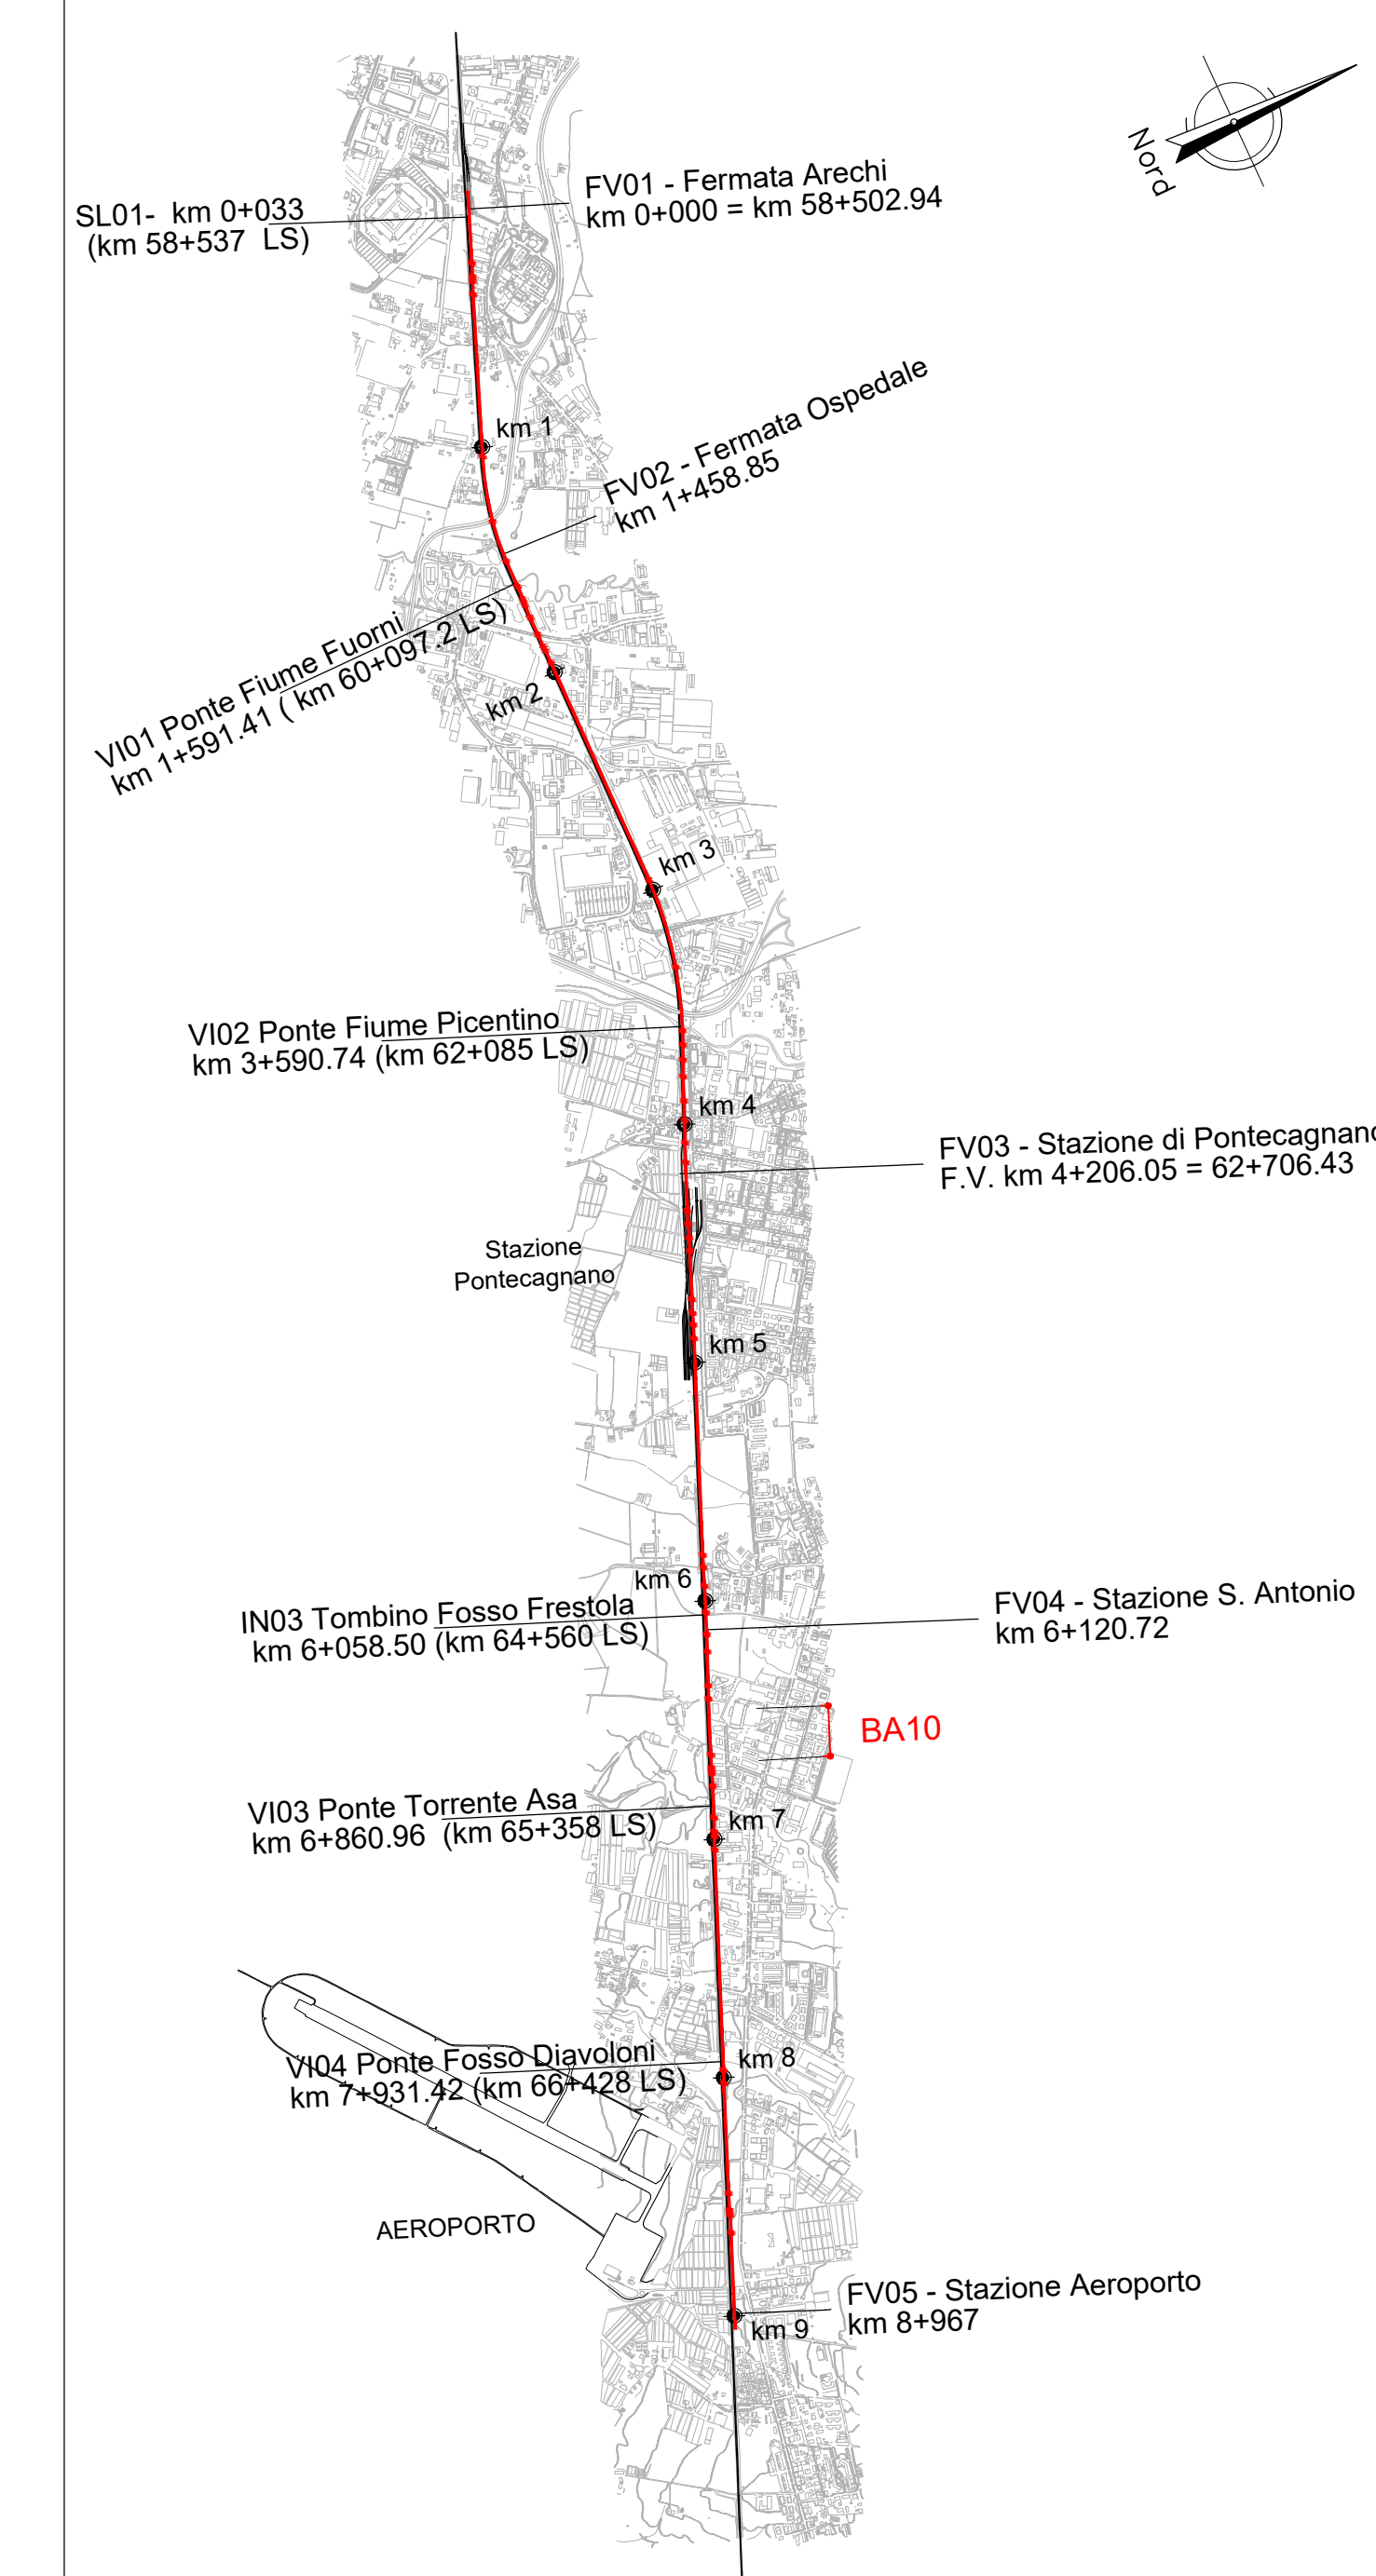 Nord
FV01 - Fermata Arechi
km 0+000 = km 58+502.94
SL01-  km 0+033
(km 58+537  LS)
km 1
FV02 - Fermata Ospedale
km 1+458.85
VI01 Ponte Fiume Fuorni
km 1+591.41 ( km 60+097.2 LS)
km 2
km 3
VI02 Ponte Fiume Picentino
km 3+590.74 (km 62+085 LS)
km 4
FV03 - Stazione di Pontecagnano
F.V. km 4+206.05 = 62+706.43
Stazione
Pontecagnano
km 5
km 6
IN03 Tombino Fosso Frestola
km 6+058.50 (km 64+560 LS)
FV04 - Stazione S. Antonio
km 6+120.72
BA10
VI03 Ponte Torrente Asa
km 6+860.96  (km 65+358 LS)
km 7
VI04 Ponte Fosso Diavoloni
km 7+931.42 (km 66+428 LS)
km 8
AEROPORTO
FV05 - Stazione Aeroporto
km 8+967
km 9